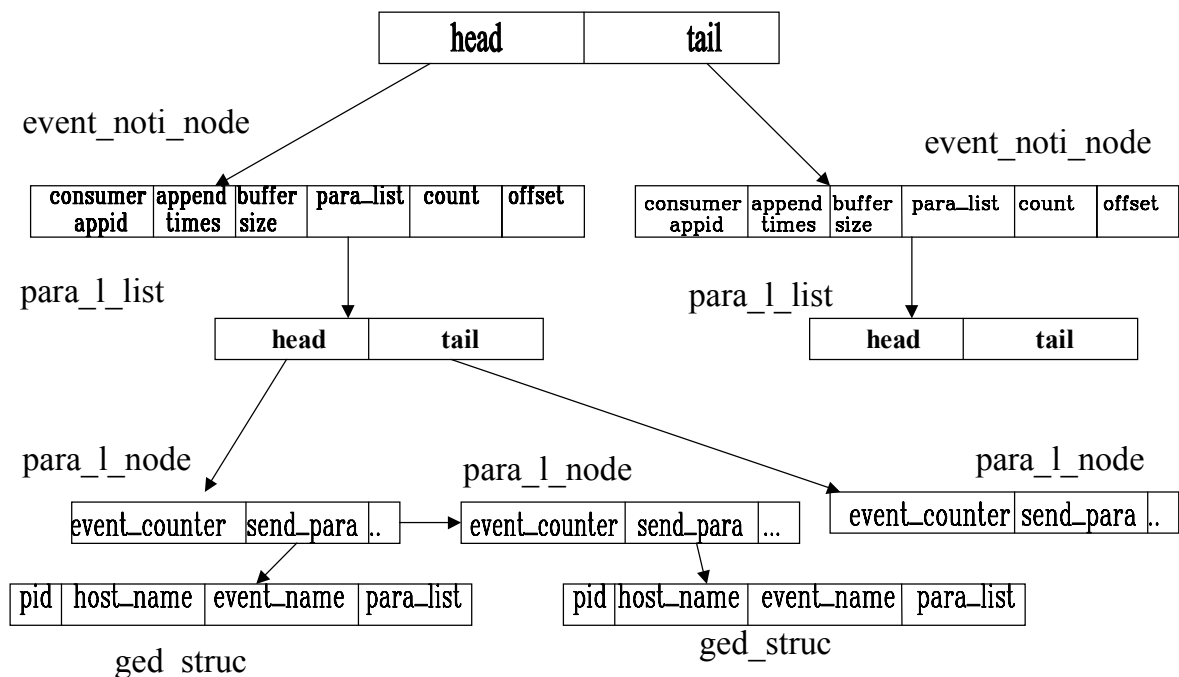 head tail
event_noti_node
event_noti_node
consumer appid append times buffer size para_list count offset
consumer appid append times buffer size para_list count offset
para_l_list
para_l_list
head tail
head tail
para_l_node
para_l_node
para_l_node
event_counter send_para ..
event_counter send_para ...
event_counter send_para ..
pid host_name event_name para_list
pid host_name event_name para_list
ged_struc
ged struc